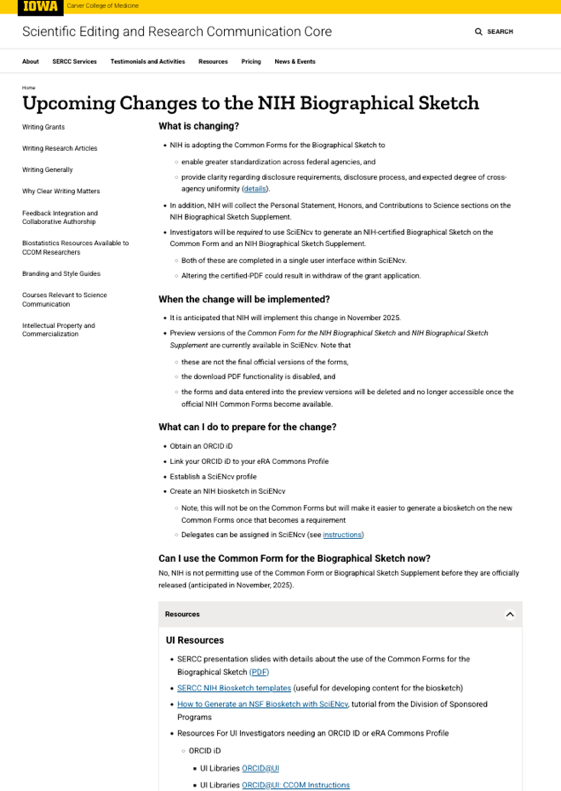 IOWA
Carver College of Medicine
Scientific Editing and Research Communication Core
SEARCH
About
SERCC Services
Testimonials and Activities
Resources
Pricing
News & Events
Home
Upcoming Changes to the NIH Biographical Sketch
Writing Grants
Writing Research Articles
Writing Generally
Why Clear Writing Matters
Feedback Integration and
Collaborative Authorship
Biostatistics Resources Available to
CCOM Researchers
Branding and Style Guides
Courses Relevant to Science
Communication
Intellectual Property and
Commercialization
What is changing?
• NIH is adopting the Common Forms for the Biographical Sketch to
○ enable greater standardization across federal agencies, and
○ provide clarity regarding disclosure requirements, disclosure process, and expected degree of cross-
agency uniformity (details).
• In addition, NIH will collect the Personal Statement, Honors, and Contributions to Science sections on the
NIH Biographical Sketch Supplement.
• Investigators will be required to use SciENcv to generate an NIH-certified Biographical Sketch on the
Common Form and an NIH Biographical Sketch Supplement.
○ Both of these are completed in a single user interface within SciENcv.
○ Altering the certified-PDF could result in withdraw of the grant application.
When the change will be implemented?
• It is anticipated that NIH will implement this change in November 2025.
• Preview versions of the Common Form for the NIH Biographical Sketch and NIH Biographical Sketch
Supplement are currently available in SciENcv. Note that
○ these are not the final official versions of the forms,
○ the download PDF functionality is disabled, and
○ the forms and data entered into the preview versions will be deleted and no longer accessible once the
official NIH Common Forms become available.
What can I do to prepare for the change?
• Obtain an ORCID iD
• Link your ORCID iD to your eRA Commons Profile
• Establish a SciENcv profile
• Create an NIH biosketch in SciENcv
○ Note, this will not be on the Common Forms but will make it easier to generate a biosketch on the new
Common Forms once that becomes a requirement
○ Delegates can be assigned in SciENcv (see instructions)
Can I use the Common Form for the Biographical Sketch now?
No, NIH is not permitting use of the Common Form or Biographical Sketch Supplement before they are officially
released (anticipated in November, 2025).
Resources
UI Resources
• SERCC presentation slides with details about the use of the Common Forms for the
Biographical Sketch (PDF)
• SERCC NIH Biosketch templates (useful for developing content for the biosketch)
• How to Generate an NSF Biosketch with SciENcv, tutorial from the Division of Sponsored
Programs
• Resources For UI Investigators needing an ORCID ID or eRA Commons Profile
○ ORCID iD
▪ UI Libraries ORCID@UI
▪ UI Libraries ORCID@UI: CCOM Instructions